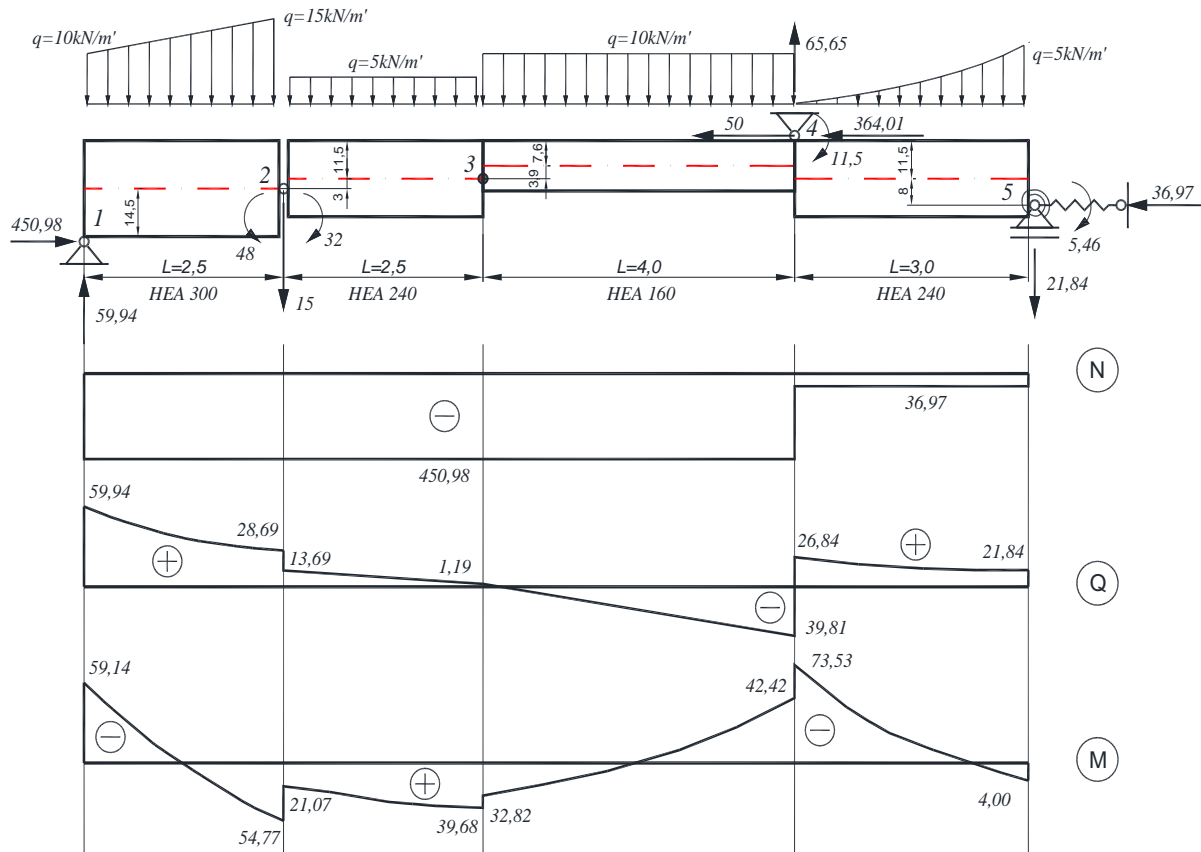 q=10kN/m'
q=15kN/m'
q=5kN/m'
q=10kN/m'
65,65
q=5kN/m'
50
4
364,01
11,5
1
14,5
2
11,5
3
3
7,6
3,9
11,5
8
5
36,97
5,46
450,98
48
32
L=2,5
L=2,5
L=4,0
L=3,0
HEA 300
HEA 240
HEA 160
HEA 240
15
59,94
21,84
N
36,97
450,98
59,94
28,69
13,69
1,19
26,84
21,84
Q
39,81
59,14
73,53
42,42
M
21,07
54,77
39,68
32,82
4,00